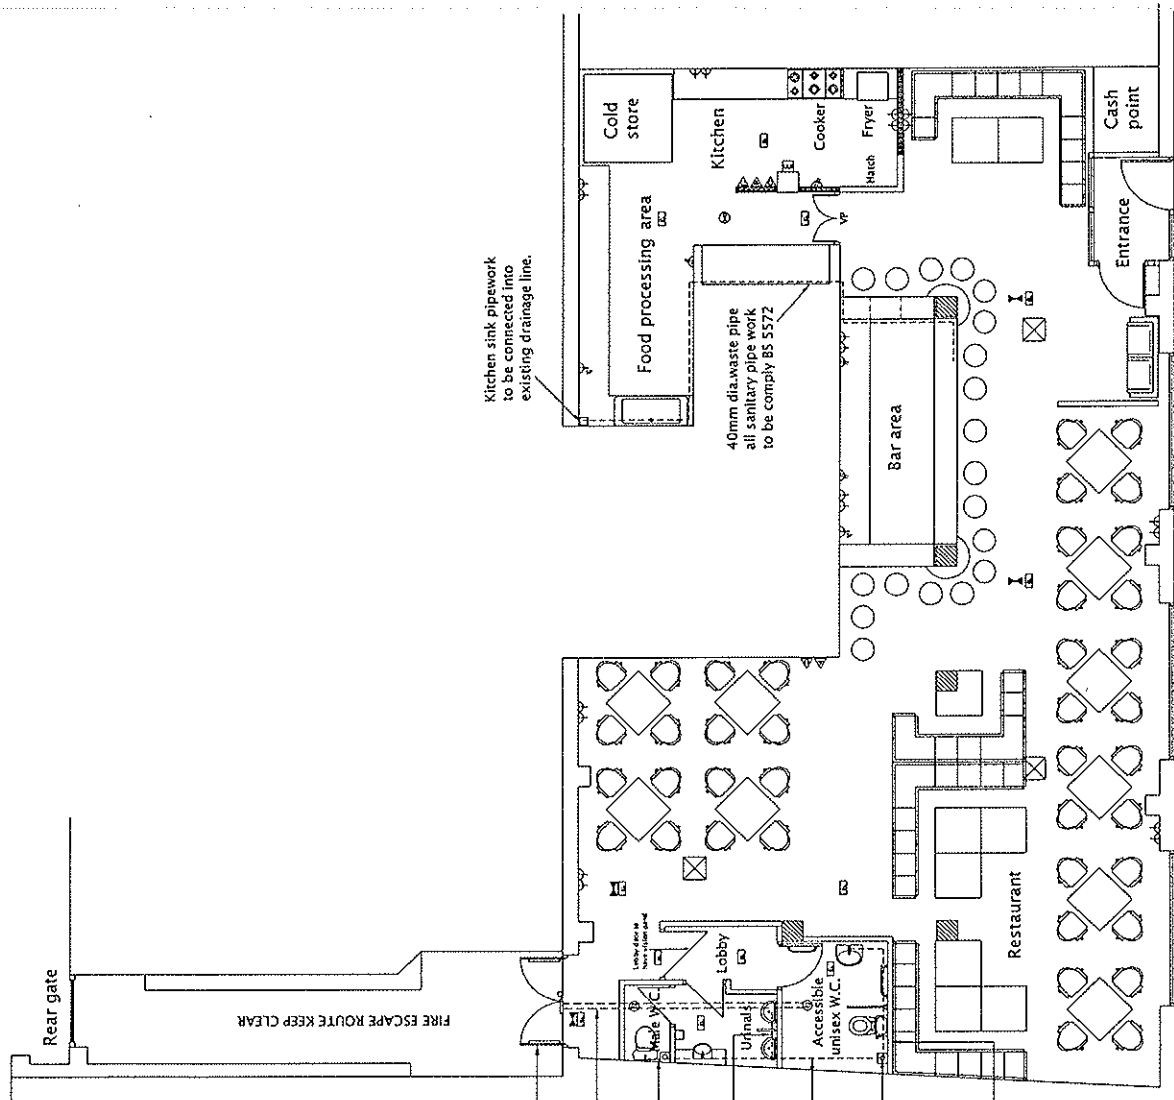 Kitchen sink pipework
to be connected into
existing drainage line.
Cold
store
Kitchen
Cooker
Fryer
Hatch
Cash
point
Food processing area
VP
Entrance
40mm dia.waste pipe
all sanitary pipe work
to be comply BS 5572
Bar area
Rear gate
FIRE ESCAPE ROUTE KEEP CLEAR
Lobby
Male W.C.
Urinals
Accessible
unisex W.C.
Restaurant